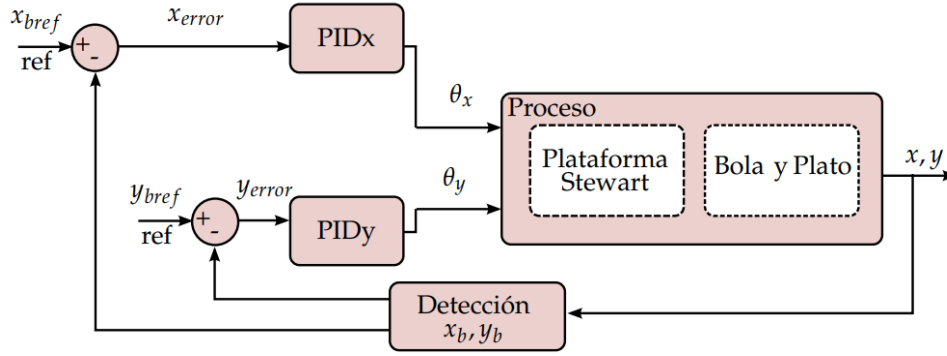 x_bref
x_error
+
-
ref
PIDx
θ_x
Proceso
Plataforma
Stewart
Bola y Plato
x, y
y_bref
y_error
θ_y
+
-
ref
PIDy
Detección
x_b, y_b